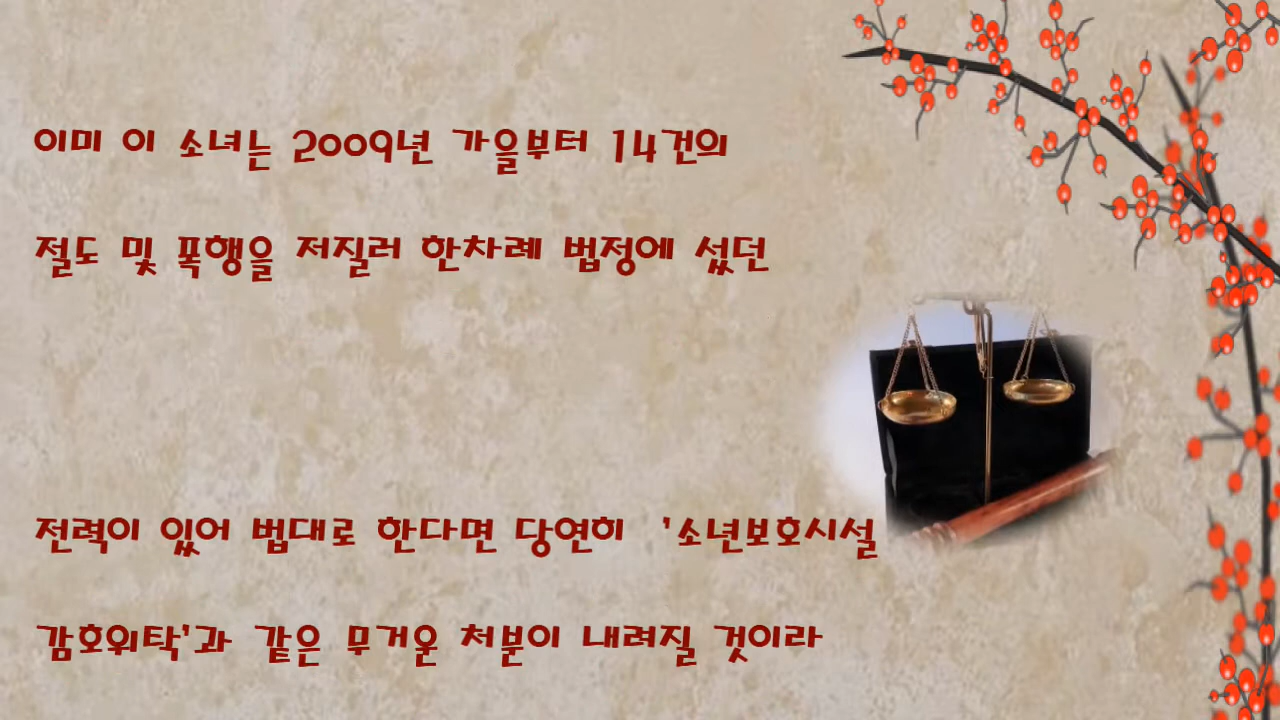 이미 이 소녀는 2009년 가을부터 14건의
절도 및 폭행을 저질러 한차례 법정에 섰던
전력이 있어 법대로 한다면 당연히 '소년보호시설
감호위탁'과 같은 무거운 처분이 내려질 것이라